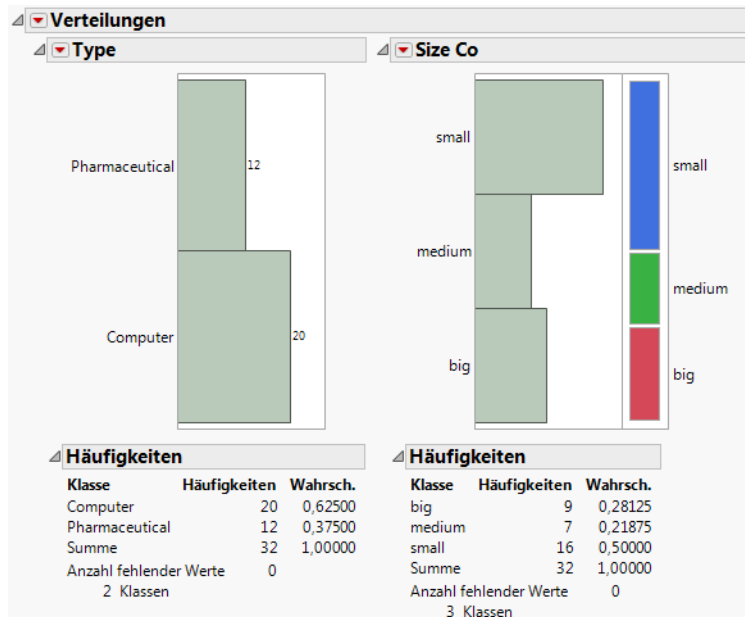 Verteilungen
Type
Pharmaceutical
12
Computer
20
Häufigkeiten
Klasse Häufigkeiten Wahrsch.
Computer 20 0,62500
Pharmaceutical 12 0,37500
Summe 32 1,00000
Anzahl fehlender Werte 0
2 Klassen
Size Co
small
medium
big
small
medium
big
Häufigkeiten
Klasse Häufigkeiten Wahrsch.
big 9 0,28125
medium 7 0,21875
small 16 0,50000
Summe 32 1,00000
Anzahl fehlender Werte 0
3 Klassen